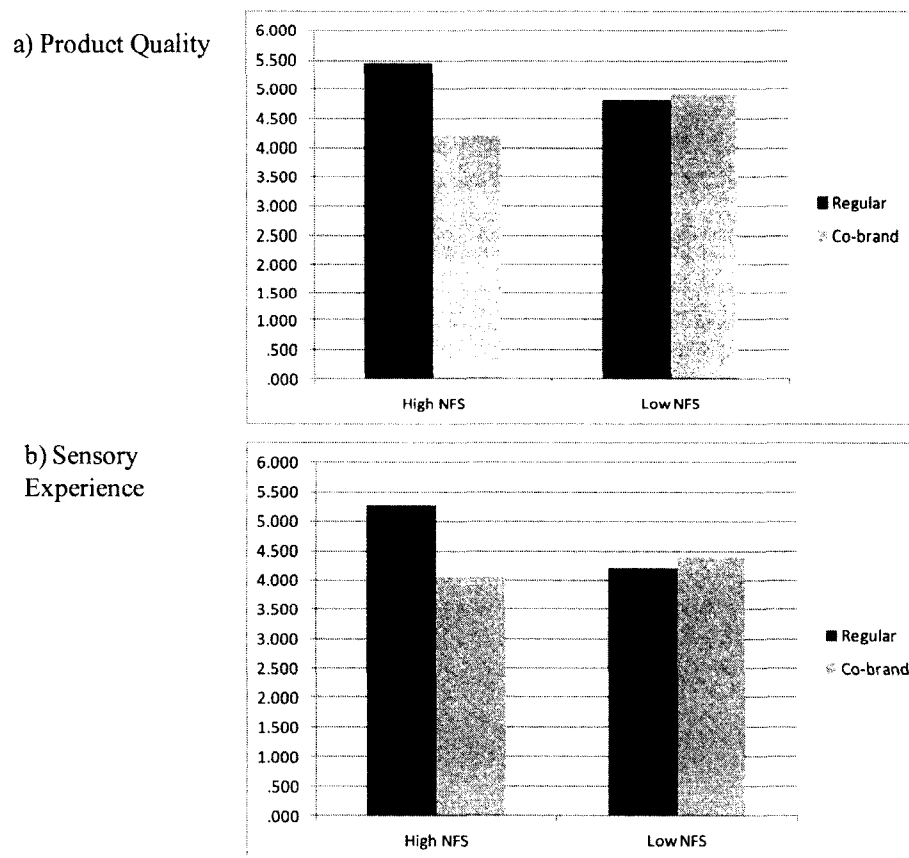 a) Product Quality
6.000
5.500
5.000
4.500
4.000
3.500
3.000
2.500
2.000
1.500
1.000
.500
.000
High NFS
Low NFS
Regular
Co-brand
b) Sensory
Experience
6.000
5.500
5.000
4.500
4.000
3.500
3.000
2.500
2.000
1.500
1.000
.500
.000
High NFS
Low NFS
Regular
Co-brand